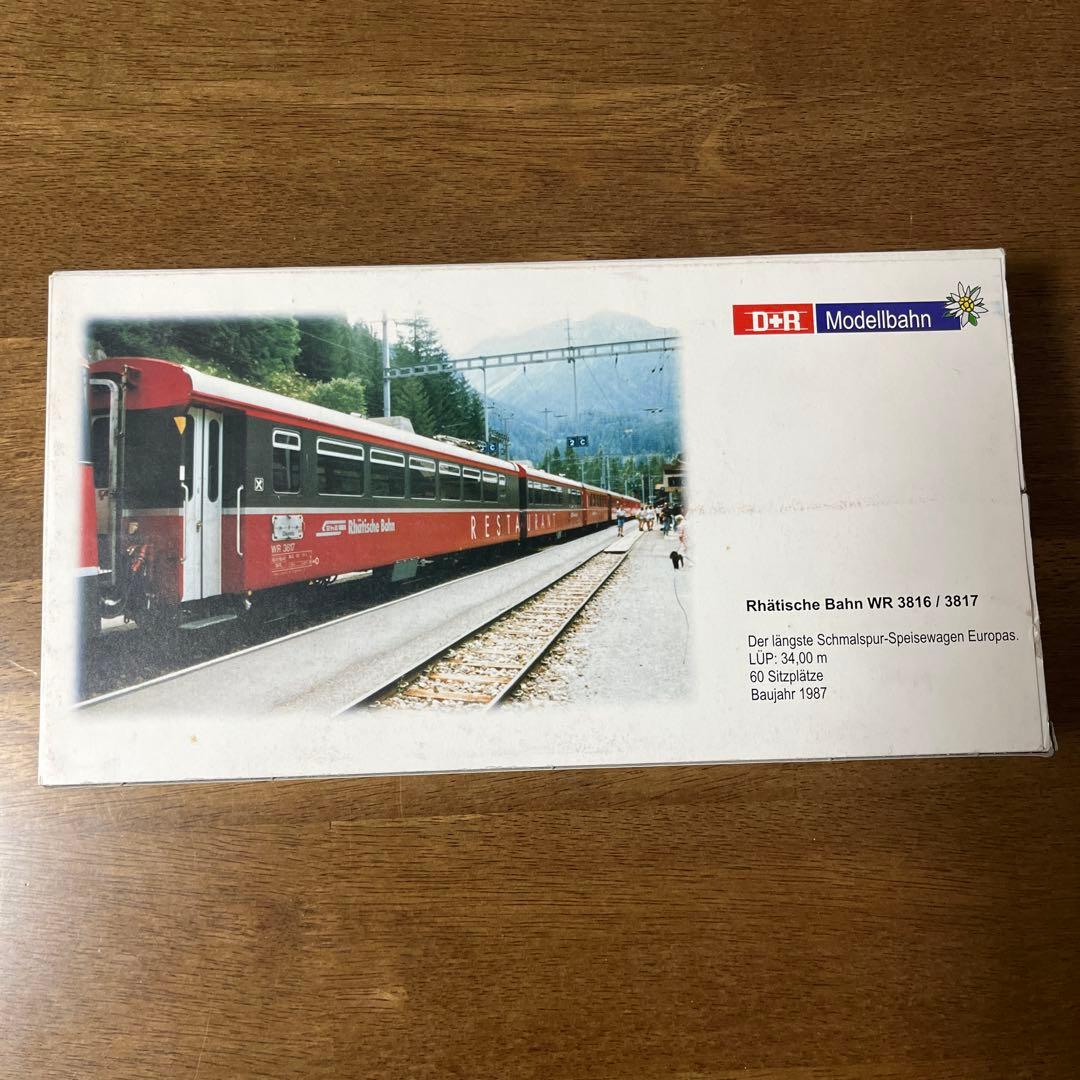 D+R Modellbahn
Rhätische Bahn
RESTAURANT
WR 3817
2 C
Rhätische Bahn WR 3816 / 3817
Der längste Schmalspur-Speisewagen Europas.
LÜP: 34,00 m
60 Sitzplätze
Baujahr 1987